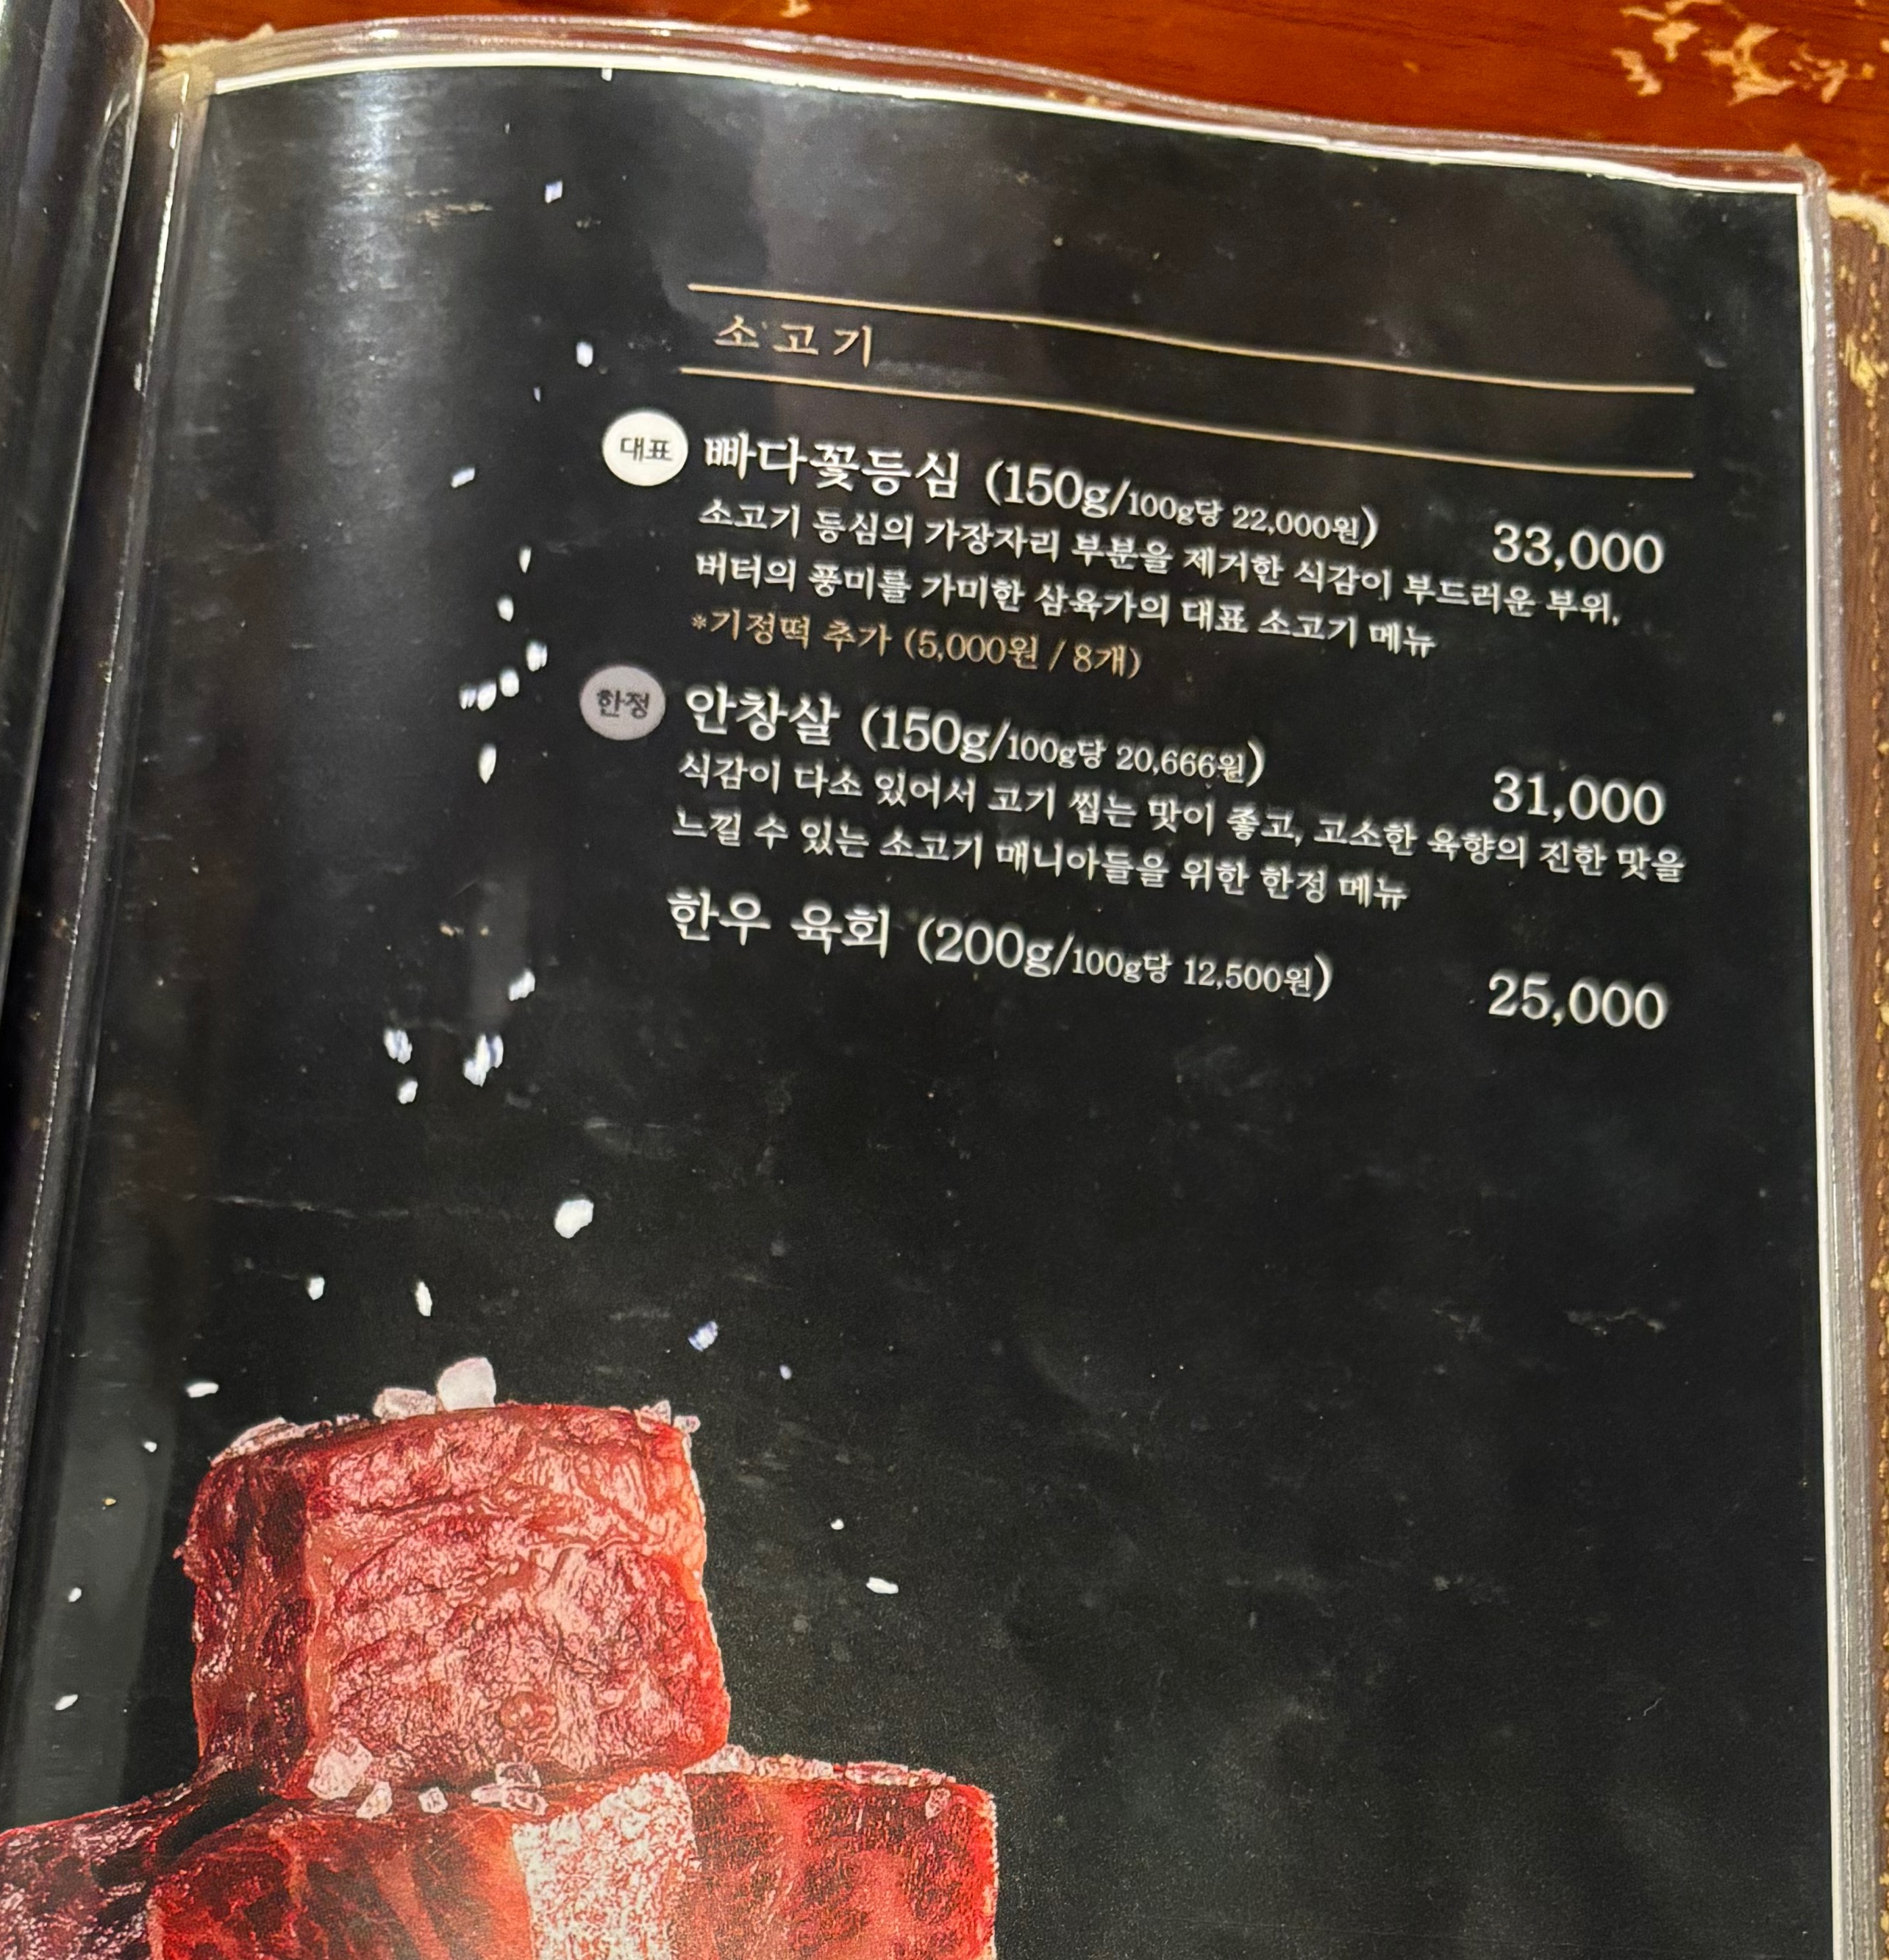 소고기
대표
빠다꽃등심 (150g/100g당 22,000원) 33,000
소고기 등심의 가장자리 부분을 제거한 식감이 부드러운 부위,
버터의 풍미를 가미한 삼육가의 대표 소고기 메뉴
*기정떡 추가 (5,000원 / 8개)
한정
안창살 (150g/100g당 20,666원) 31,000
식감이 다소 있어서 고기 씹는 맛이 좋고, 고소한 육향의 진한 맛을
느낄 수 있는 소고기 매니아들을 위한 한정 메뉴
한우 육회 (200g/100g당 12,500원) 25,000